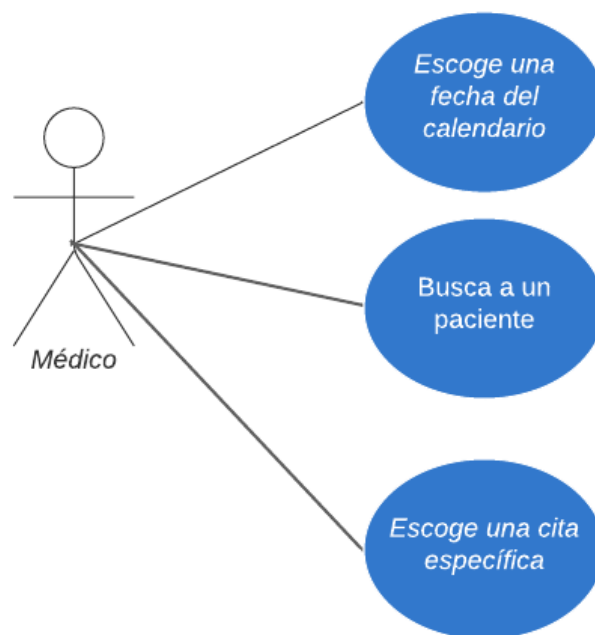 Escoge una
fecha del
calendario
Busca a un
paciente
Médico
Escoge una cita
específica